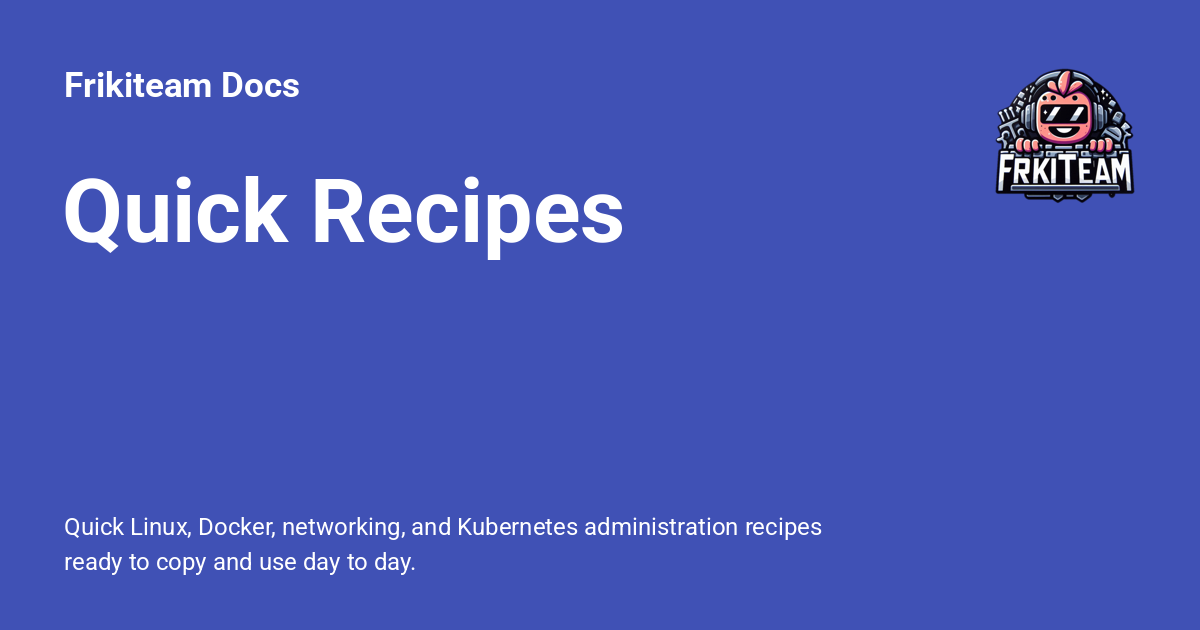 Frikiteam Docs
FRKITEAM
Quick Recipes
Quick Linux, Docker, networking, and Kubernetes administration recipes
ready to copy and use day to day.